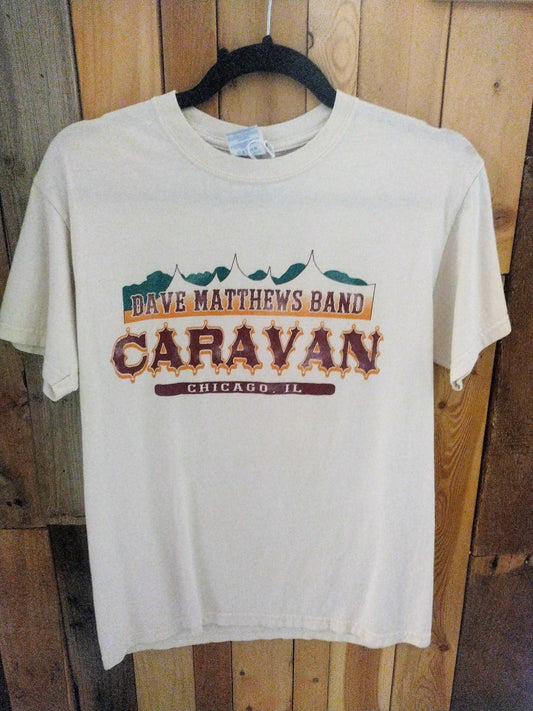 DAVE MATTHEWS BAND
CARAVAN
CHICAGO, IL